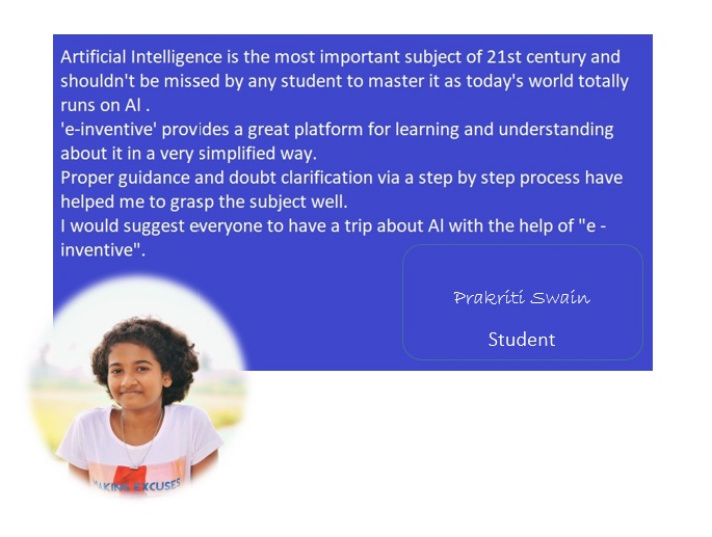 Artificial Intelligence is the most important subject of 21st century and
shouldn't be missed by any student to master it as today's world totally
runs on AI .
'e-inventive' provides a great platform for learning and understanding
about it in a very simplified way.
Proper guidance and doubt clarification via a step by step process have
helped me to grasp the subject well.
I would suggest everyone to have a trip about AI with the help of "e -
inventive".
Prakriti Swain
Student
MAKING EXCUSES